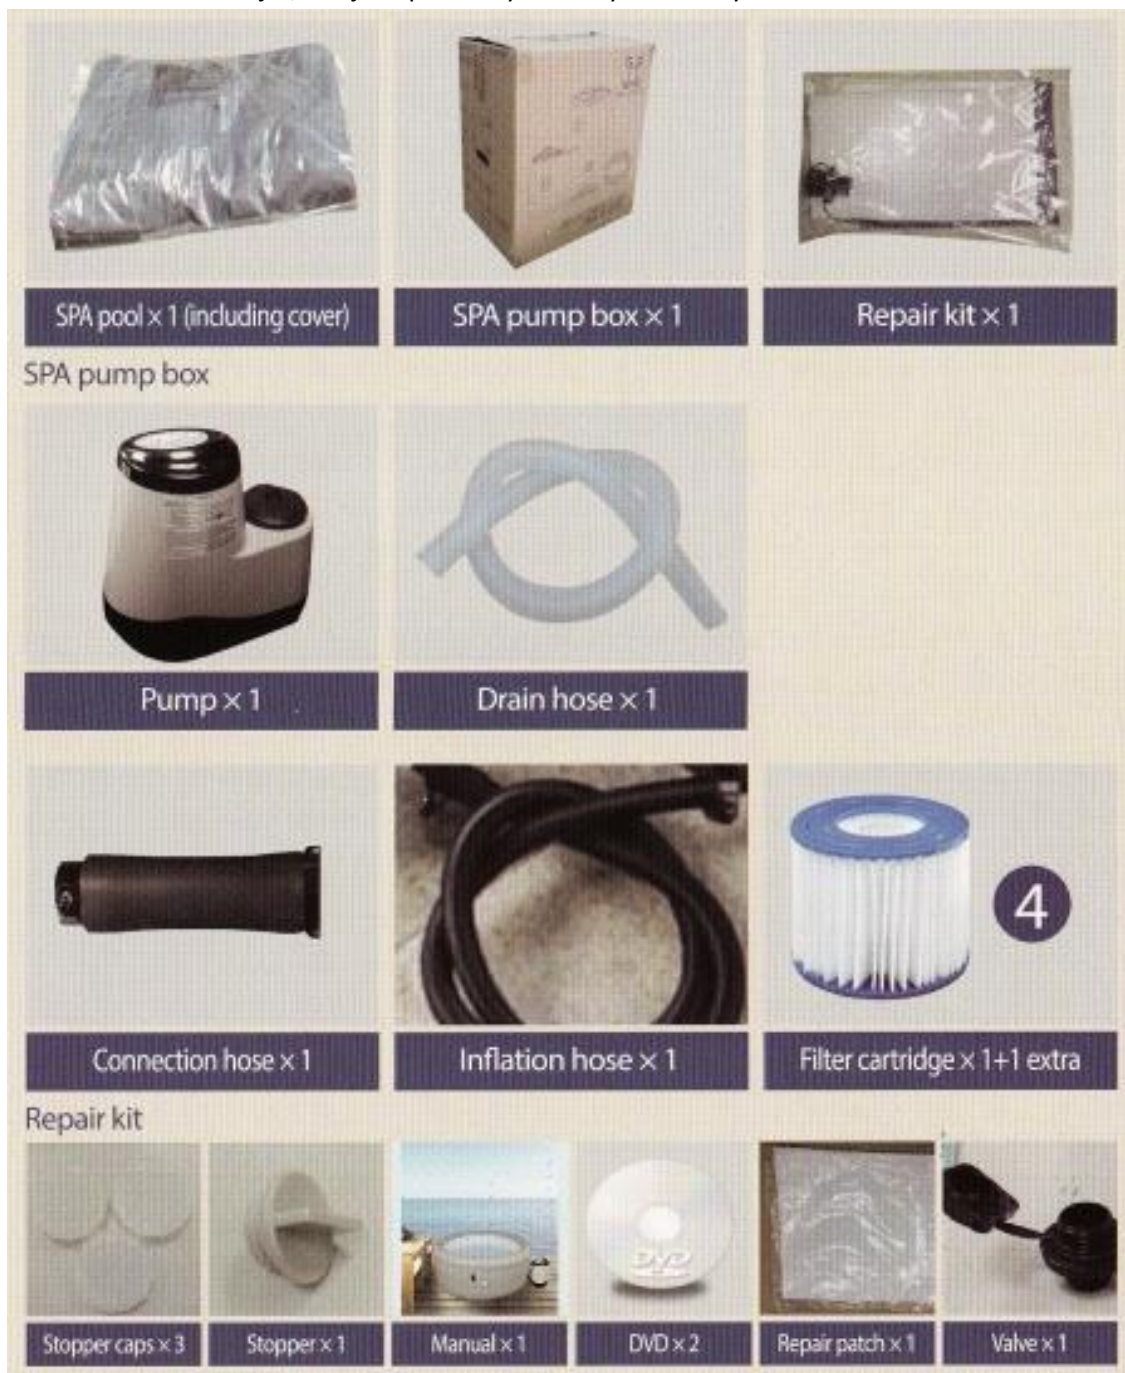 SPA pool × 1 (including cover)
SPA pump box × 1
Repair kit × 1
SPA pump box
Pump × 1
Drain hose × 1
4
Connection hose × 1
Inflation hose × 1
Filter cartridge × 1+1 extra
Repair kit
DVD
Stopper caps × 3
Stopper × 1
Manual × 1
DVD × 2
Repair patch × 1
Valve × 1